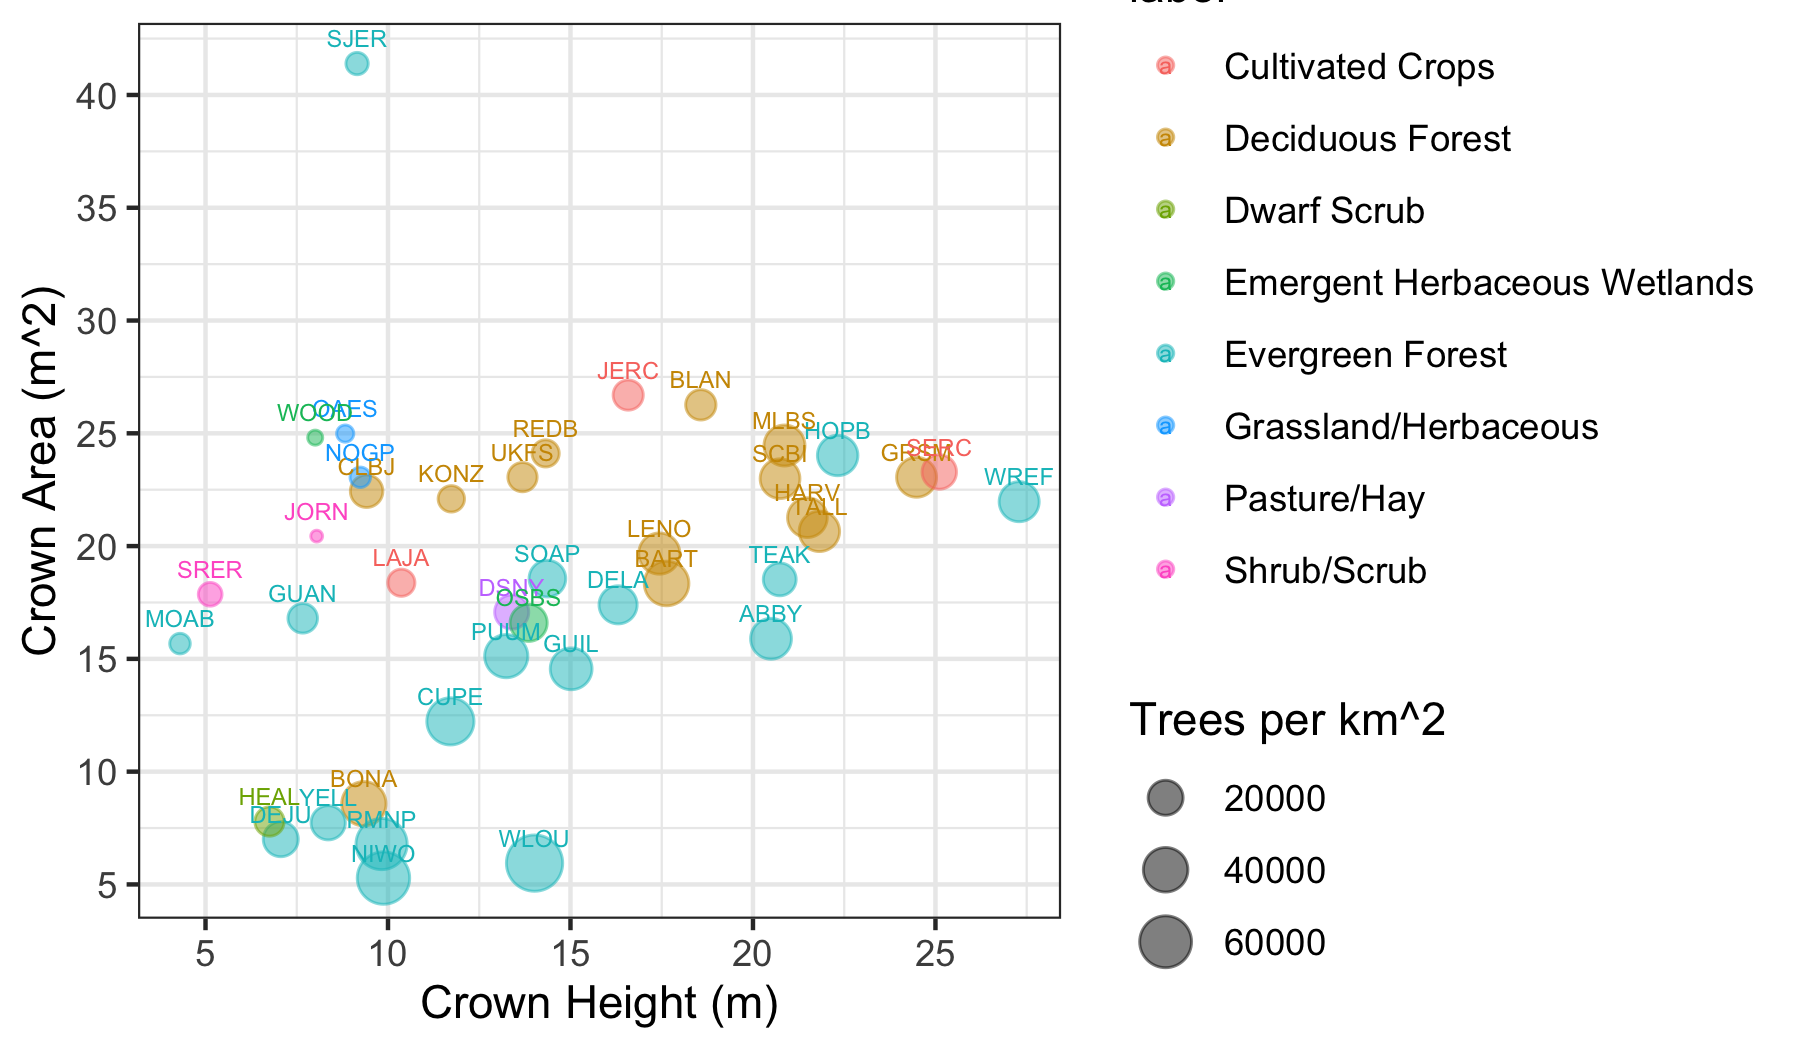 label
Cultivated Crops
Deciduous Forest
Dwarf Scrub
Emergent Herbaceous Wetlands
Evergreen Forest
Grassland/Herbaceous
Pasture/Hay
Shrub/Scrub
a
a
a
a
a
a
a
a
Trees per km^2
20000
40000
60000
Crown Area (m^2)
40
35
30
25
20
15
10
5
5
10
15
20
25
Crown Height (m)
SJER
JERC
BLAN
WOOD
OAES
MLBS
REDB
HOPB
NOGP
UKFS
SCBI
GRSM
SERC
CLBJ
KONZ
WREF
HARV
TALL
JORN
LENO
SOAP
BART
TEAK
LAJA
SRER
DSNY
DELA
GUAN
OSBS
MOAB
PUUM
GUIL
ABBY
CUPE
BONA
HEAL
YELL
DEJU
RMNP
NIWO
WLOU